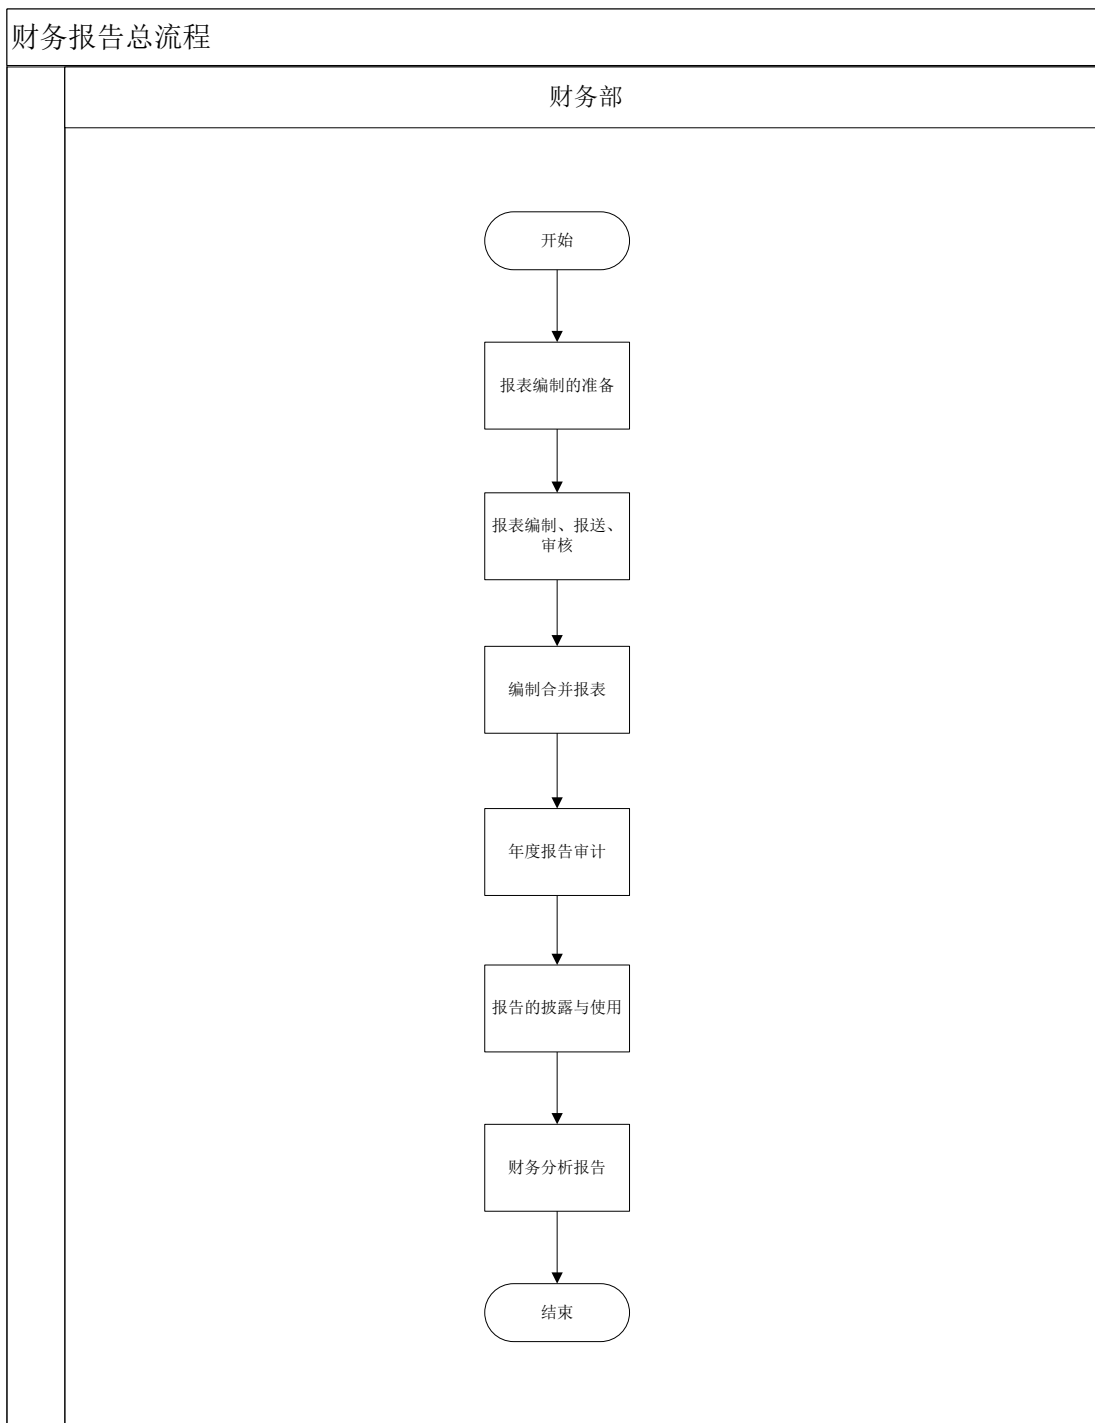 财务报告总流程
财务部
开始
报表编制的准备
报表编制、报送、
审核
编制合并报表
年度报告审计
报告的披露与使用
财务分析报告
结束